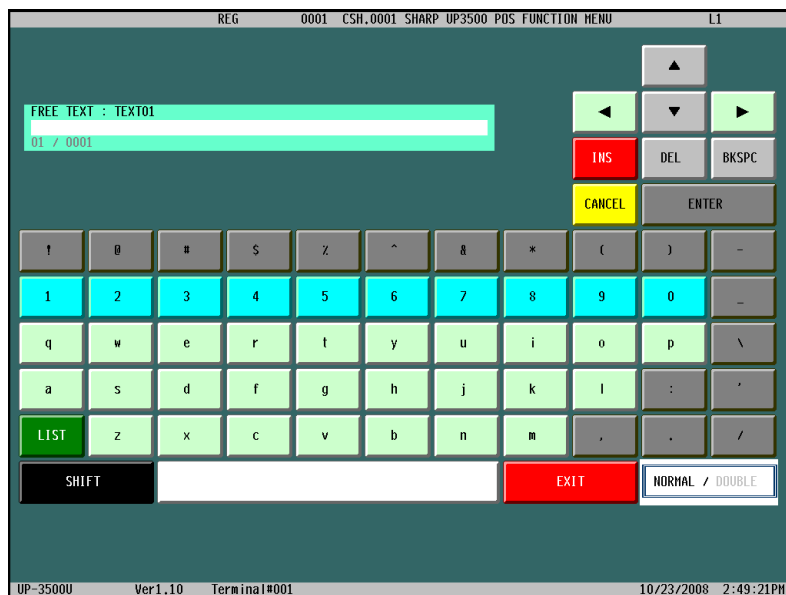 REG 0001 CSH.0001 SHARP UP3500 POS FUNCTION MENU L1
▲
FREE TEXT : TEXT01
◀ ▼ ▶
01 / 0001
INS DEL BKSPC
CANCEL ENTER
! @ # $ % ^ & * ( ) -
1 2 3 4 5 6 7 8 9 0 _
q w e r t y u i o p \
a s d f g h j k l : '
LIST z x c v b n m , . /
SHIFT EXIT NORMAL / DOUBLE
UP-3500U Ver1.10 Terminal#001 10/23/2008 2:49:21PM